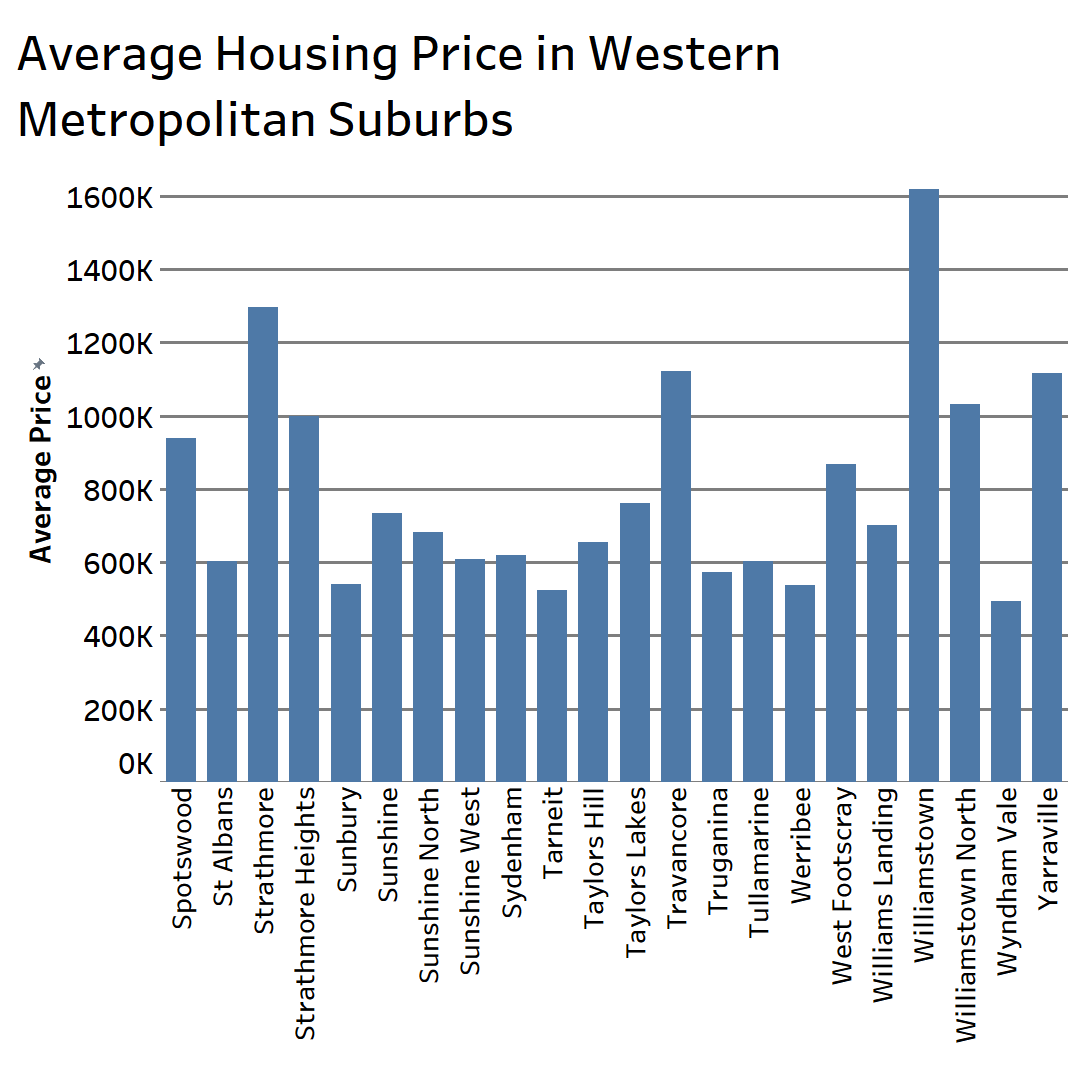 Average Housing Price in Western
Metropolitan Suburbs
Average Price
1600K
1400K
1200K
1000K
800K
600K
400K
200K
0K
Spotswood
St Albans
Strathmore
Strathmore Heights
Sunbury
Sunshine
Sunshine North
Sunshine West
Sydenham
Tarneit
Taylors Hill
Taylors Lakes
Travancore
Truganina
Tullamarine
Werribee
West Footscray
Williams Landing
Williamstown
Williamstown North
Wyndham Vale
Yarraville